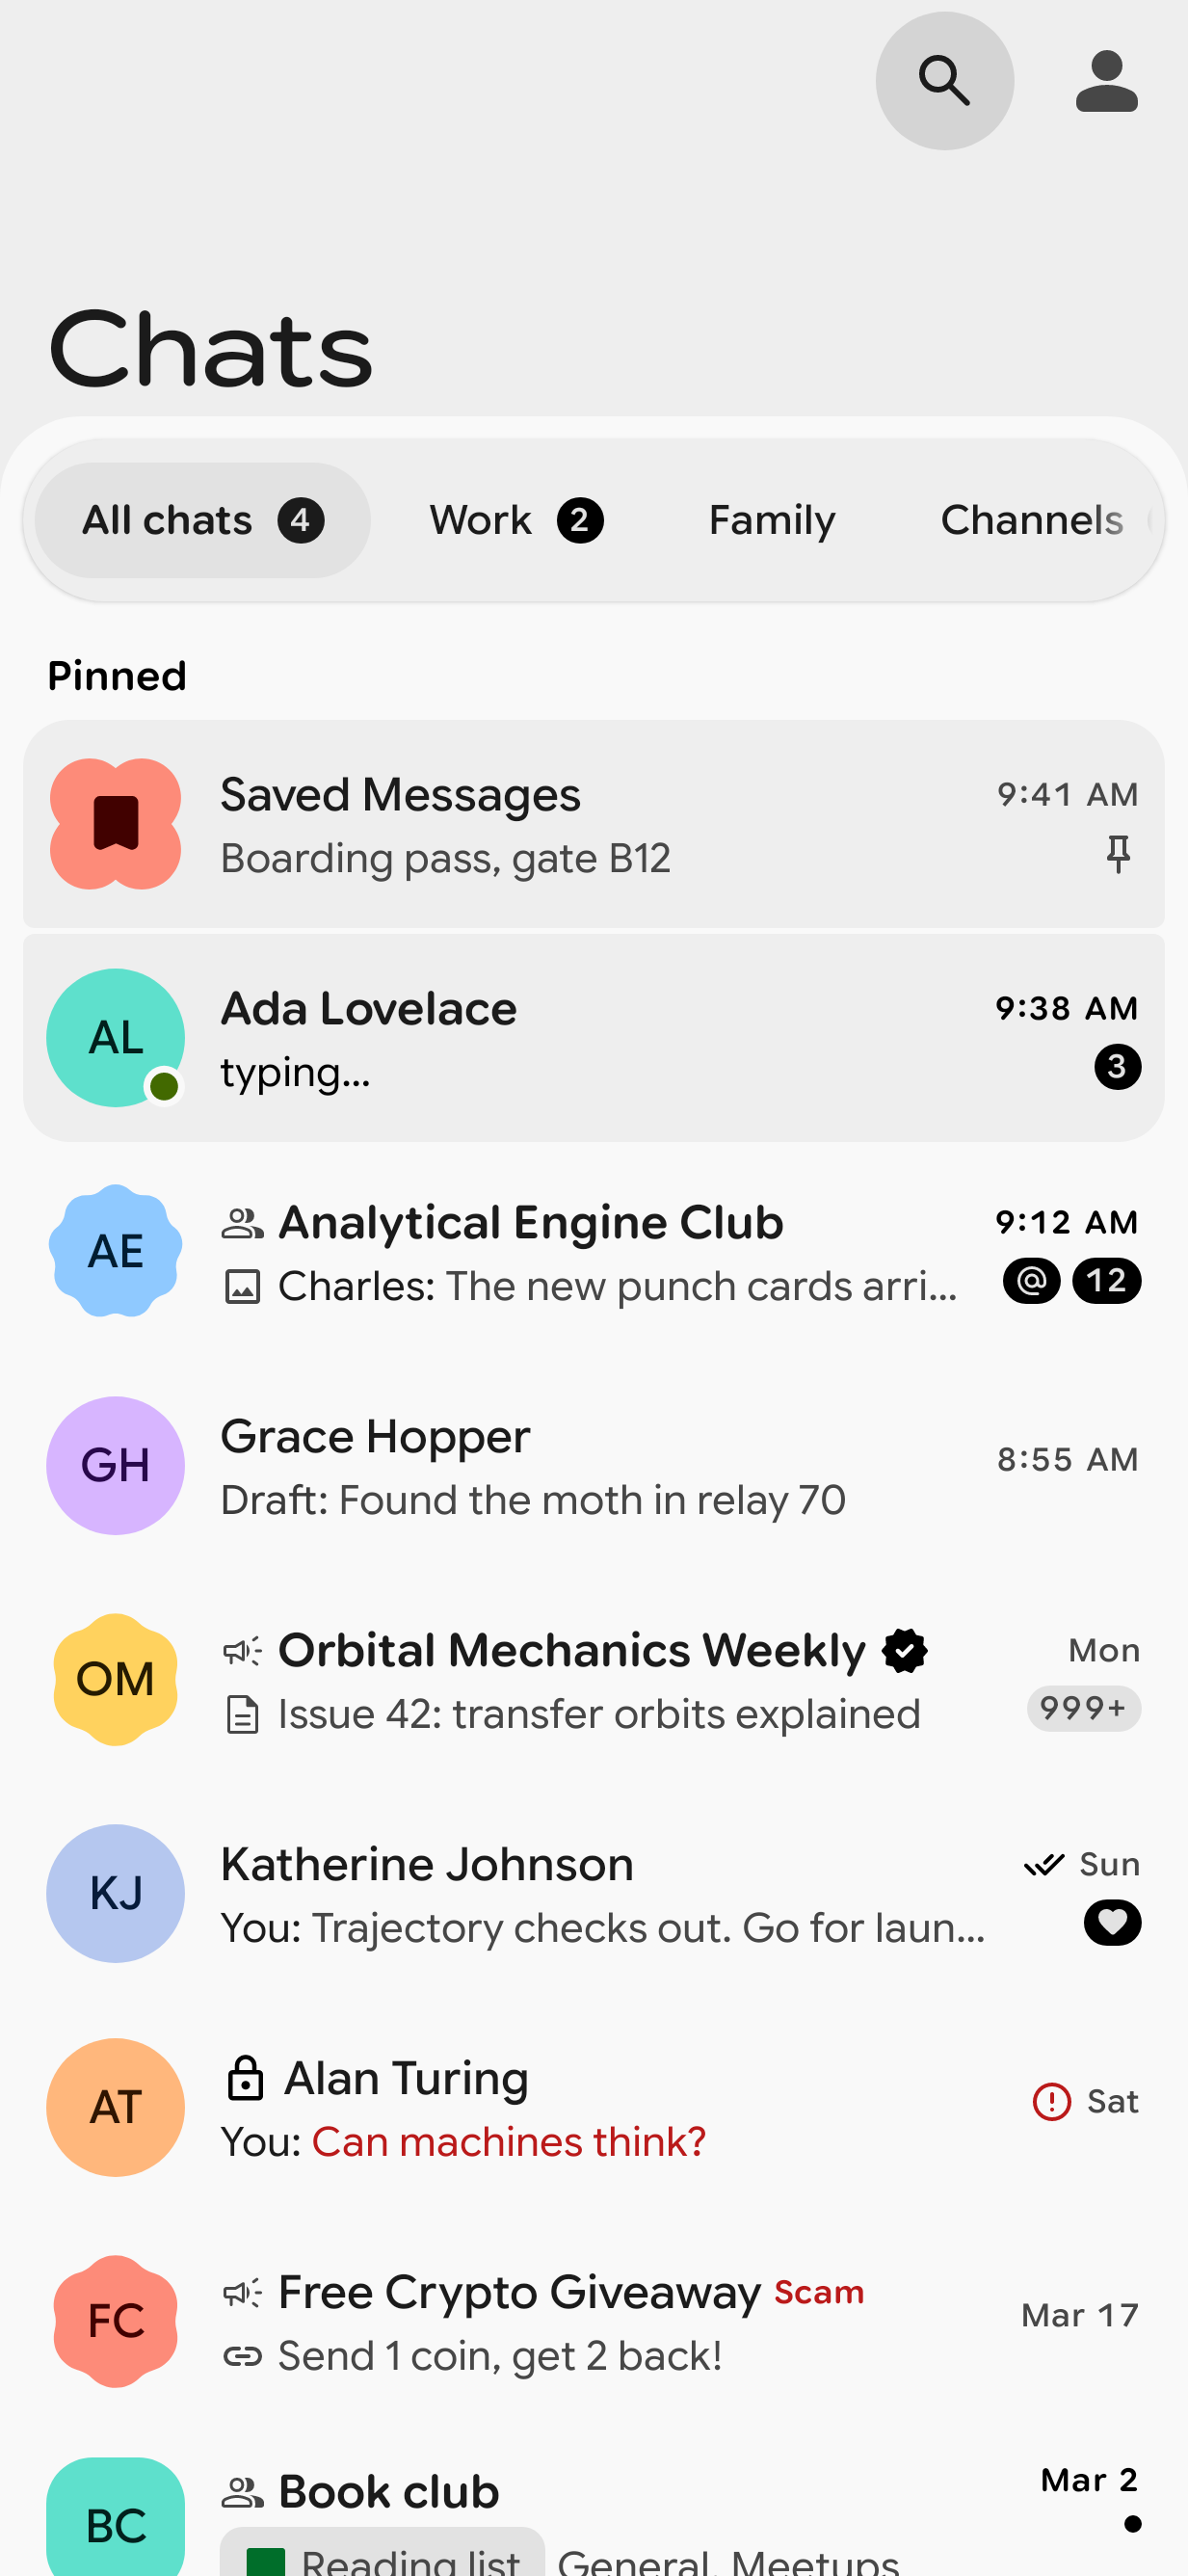 Chats
All chats 4 Work 2 Family Channels
Pinned
Saved Messages 9:41 AM
Boarding pass, gate B12
AL Ada Lovelace 9:38 AM
typing... 3
AE Analytical Engine Club 9:12 AM
Charles: The new punch cards arri... @ 12
GH Grace Hopper 8:55 AM
Draft: Found the moth in relay 70
OM Orbital Mechanics Weekly Mon
Issue 42: transfer orbits explained 999+
KJ Katherine Johnson Sun
You: Trajectory checks out. Go for laun...
AT Alan Turing Sat
You: Can machines think?
FC Free Crypto Giveaway Scam Mar 17
Send 1 coin, get 2 back!
BC Book club Mar 2
Reading list General, Meetups